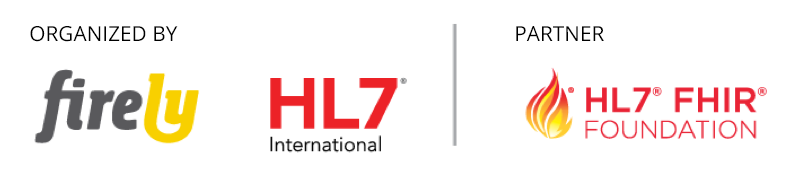 ORGANIZED BY
firely
HL7®
International
PARTNER
® HL7® FHIR®
FOUNDATION